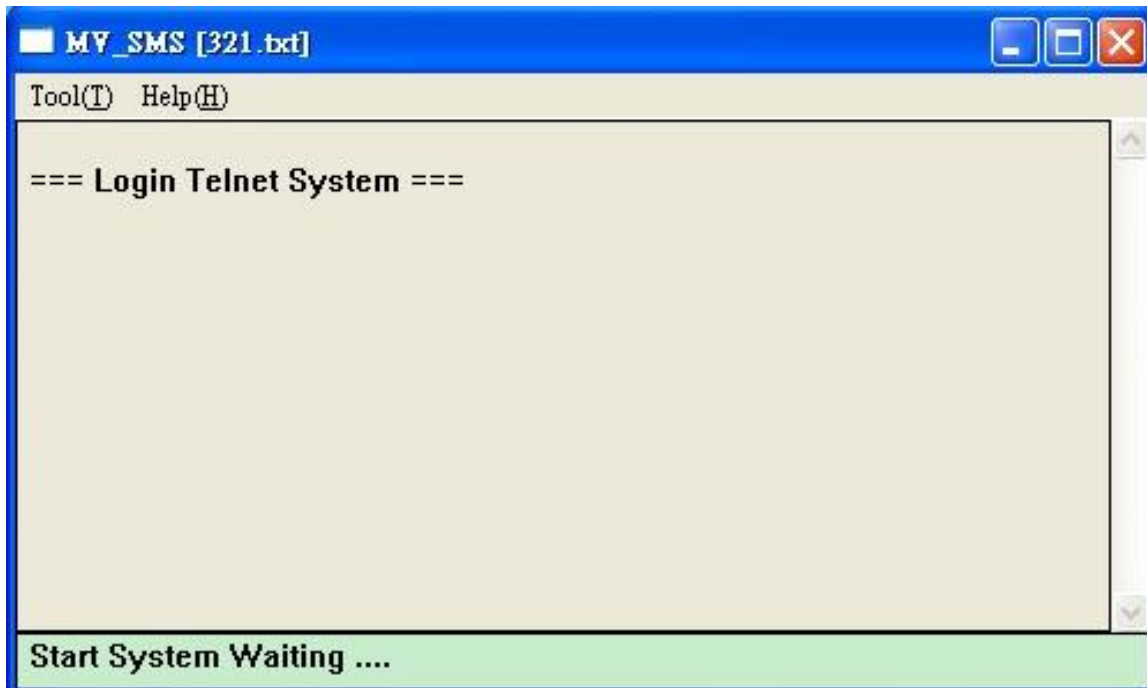 MV_SMS [321.txt]
Tool(T) Help(H)
=== Login Telnet System ===
Start System Waiting ....